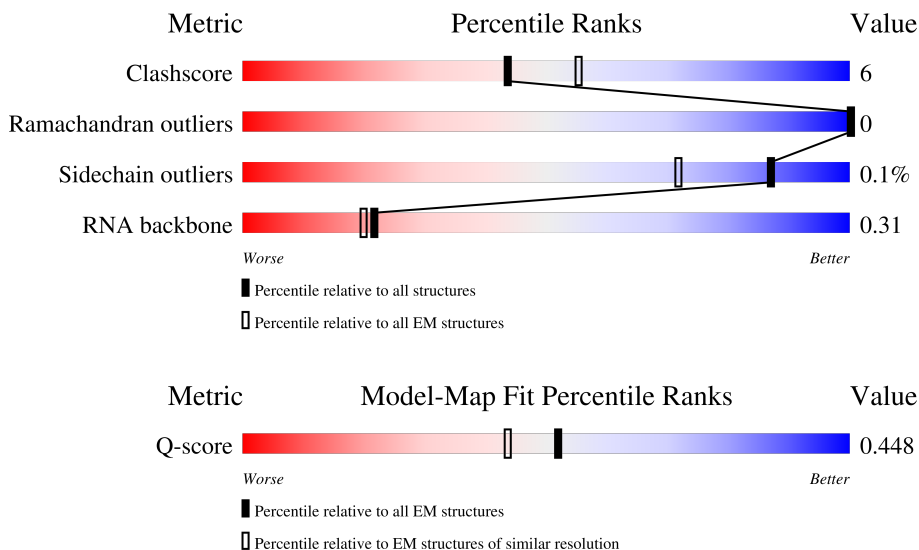 Metric Percentile Ranks Value
Clashscore 6
Ramachandran outliers 0
Sidechain outliers 0.1%
RNA backbone 0.31
Worse Better
Percentile relative to all structures
Percentile relative to all EM structures
Metric Model-Map Fit Percentile Ranks Value
Q-score 0.448
Worse Better
Percentile relative to all EM structures
Percentile relative to EM structures of similar resolution